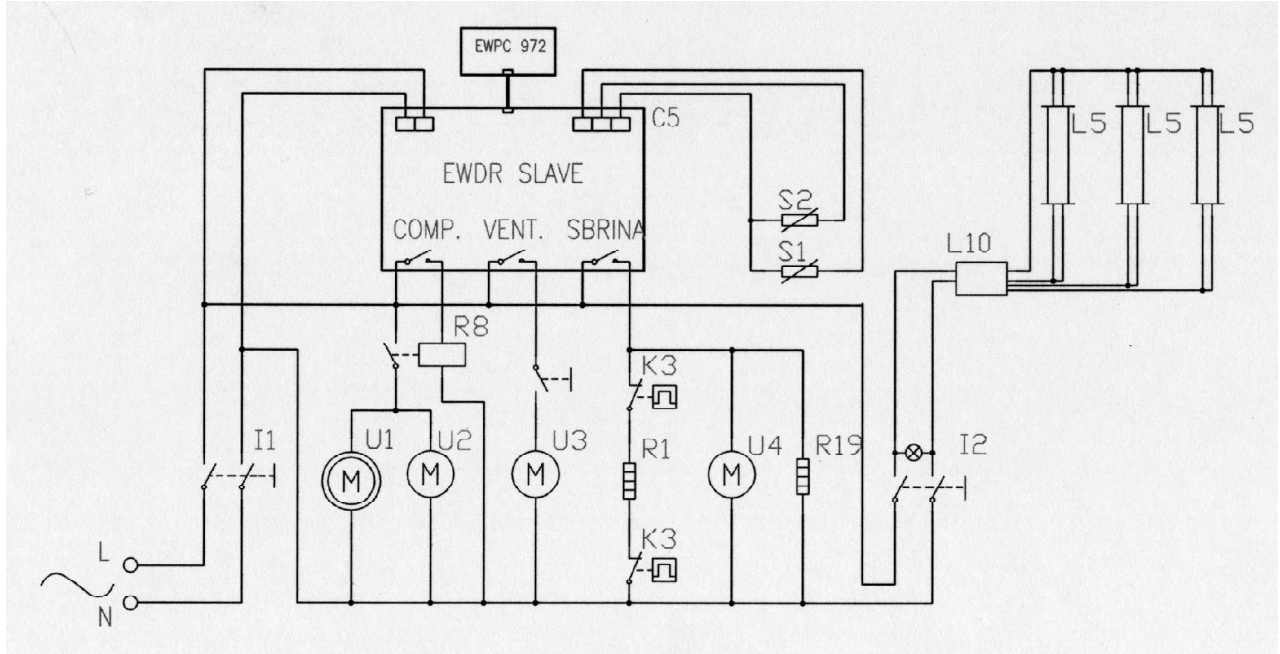 EWPC 972
C5
L5 L5 L5
EWDR SLAVE
S2
COMP. VENT. SBRINA
S1
L10
R8
K3
I1
U1 U2 U3
R1
U4
R19
I2
M M M M
K3
L
N